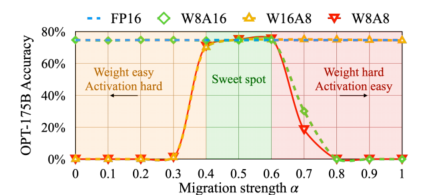 FP16 W8A16 W16A8 W8A8
OPT-175B Accuracy
80%
60%
40%
20%
0%
Weight easy
Activation hard
Sweet spot
Weight hard
Activation easy
0 0.1 0.2 0.3 0.4 0.5 0.6 0.7 0.8 0.9 1
Migration strength α